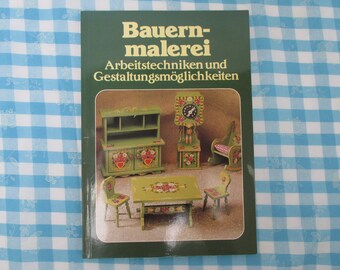 Bauern-
malerei
Arbeitstechniken und
Gestaltungsmöglichkeiten